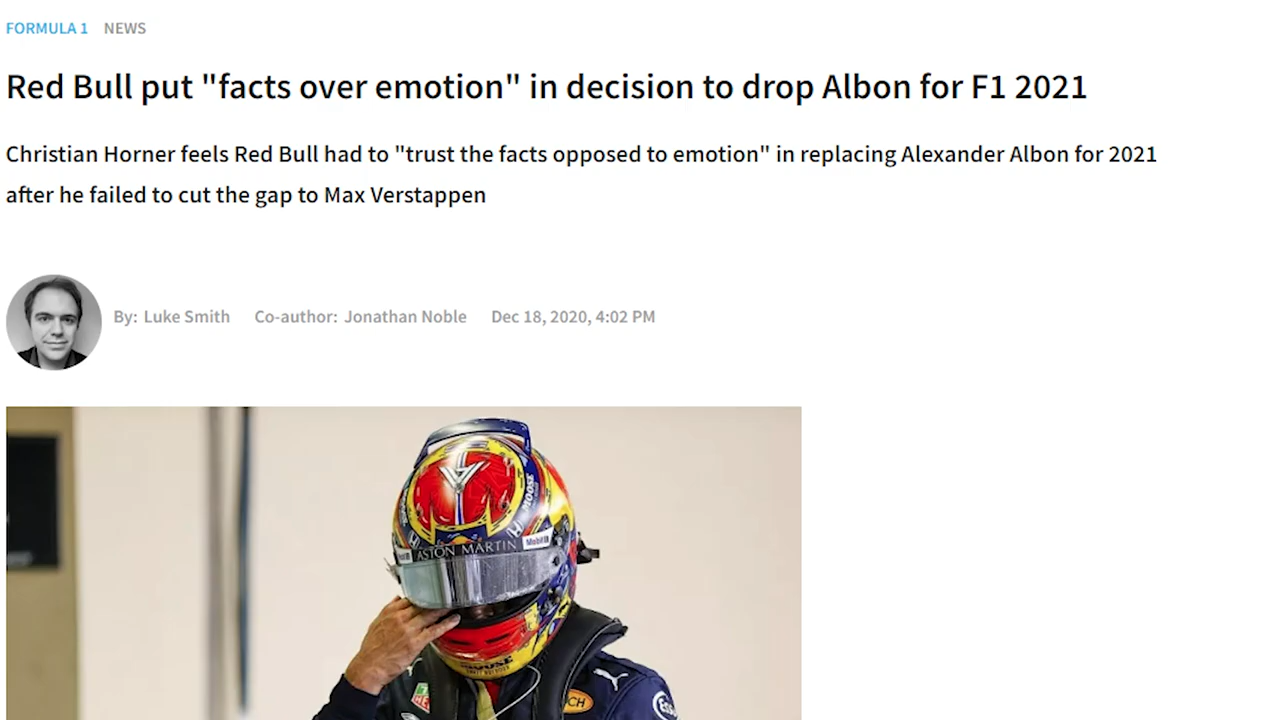 FORMULA 1 NEWS
Red Bull put "facts over emotion" in decision to drop Albon for F1 2021
Christian Horner feels Red Bull had to "trust the facts opposed to emotion" in replacing Alexander Albon for 2021
after he failed to cut the gap to Max Verstappen
By: Luke Smith Co-author: Jonathan Noble Dec 18, 2020, 4:02 PM
MOOSE
ASTON MARTIN
Mobil
MOOSE